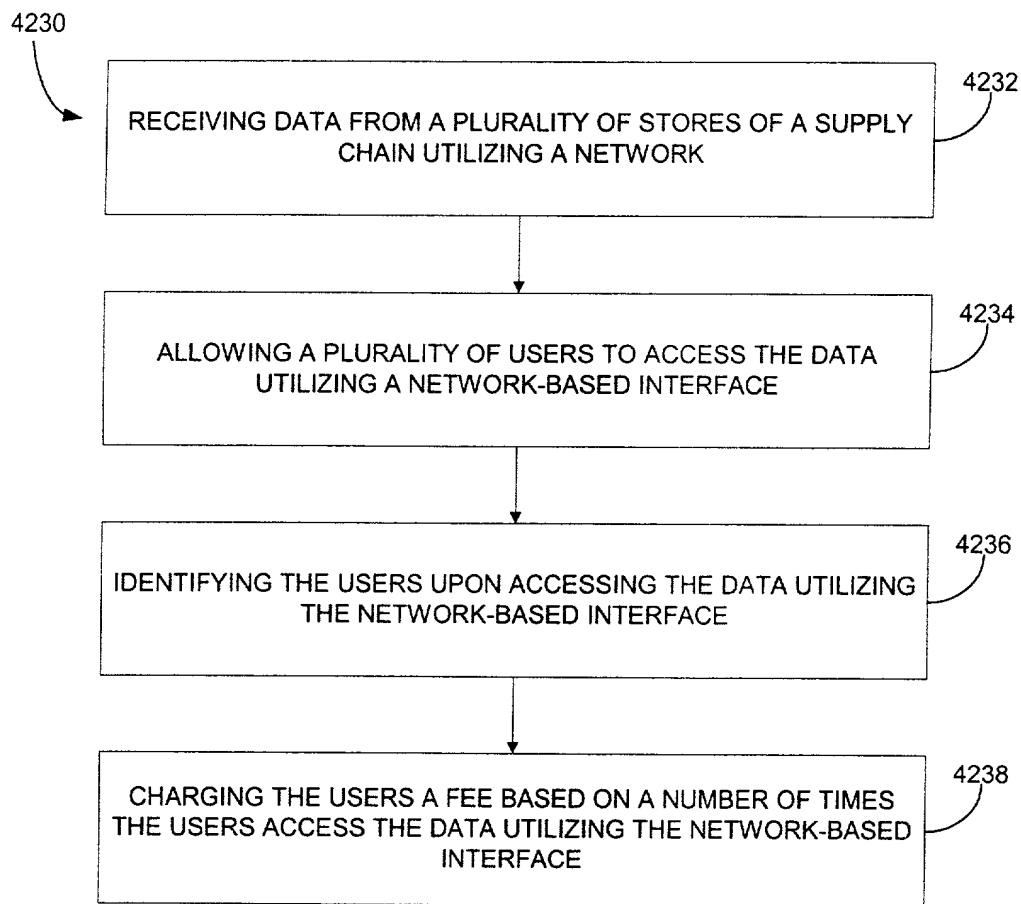 4230
4232
RECEIVING DATA FROM A PLURALITY OF STORES OF A SUPPLY
CHAIN UTILIZING A NETWORK
4234
ALLOWING A PLURALITY OF USERS TO ACCESS THE DATA
UTILIZING A NETWORK-BASED INTERFACE
4236
IDENTIFYING THE USERS UPON ACCESSING THE DATA UTILIZING
THE NETWORK-BASED INTERFACE
4238
CHARGING THE USERS A FEE BASED ON A NUMBER OF TIMES
THE USERS ACCESS THE DATA UTILIZING THE NETWORK-BASED
INTERFACE